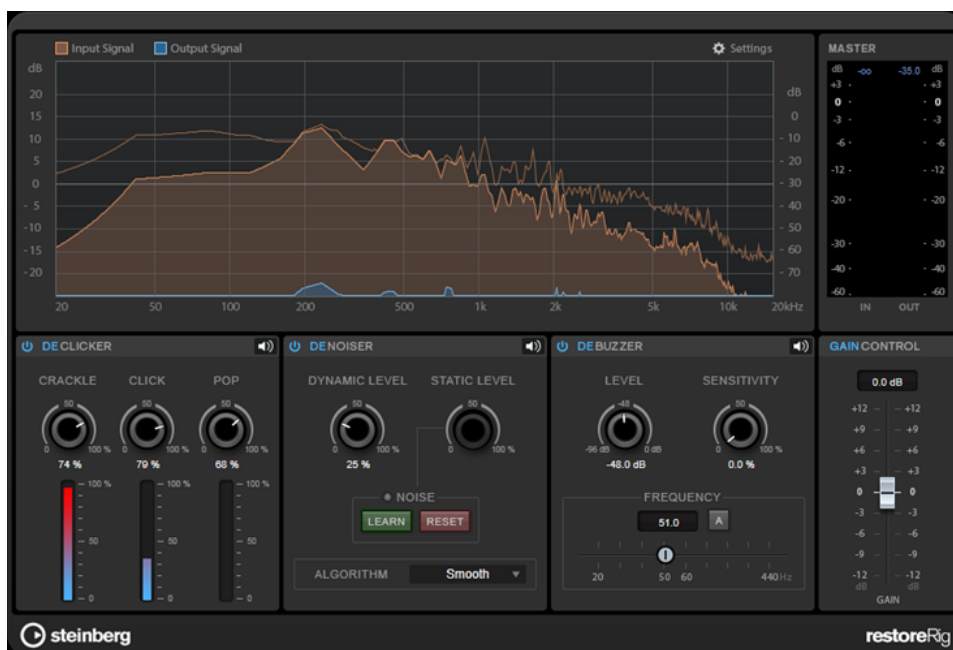 Input Signal Output Signal Settings
dB
20
15
10
5
0
- 5
-10
-15
-20
dB
0
- 10
- 20
- 30
- 40
- 50
- 60
- 70
20 50 100 200 500 1k 2k 5k 10k 20kHz
MASTER
dB -∞ -35.0 dB
+3 +3
0 0
-3 -3
-6 -6
-12 -12
-20 -20
-30 -30
-40 -40
-60 -60
IN OUT
DECLICKER
CRACKLE CLICK POP
50 50 50
0 100 % 0 100 % 0 100 %
74 % 79 % 68 %
100 % 100 % 100 %
50 50 50
0 0 0
DENOISER
DYNAMIC LEVEL STATIC LEVEL
50 50
0 100 % 0 100 %
25 %
NOISE
LEARN RESET
ALGORITHM Smooth
DEBUZZER
LEVEL SENSITIVITY
-48 50
-96 dB 0 dB 0 100 %
-48.0 dB 0.0 %
FREQUENCY
51.0 A
20 50 60 440Hz
GAIN CONTROL
0.0 dB
+12 +12
+9 +9
+6 +6
+3 +3
0 0
-3 -3
-6 -6
-9 -9
-12 -12
dB dB
GAIN
steinberg restoreRig